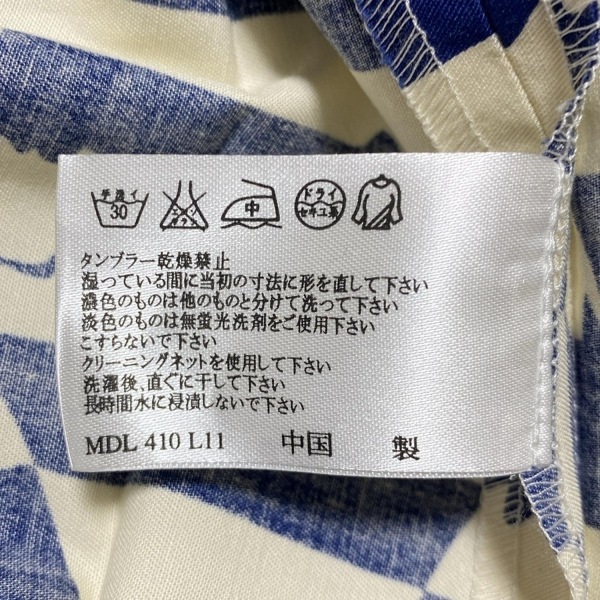 手洗イ 30 エンソ サラシ 中 ドライ セキユ系
タンブラー乾燥禁止
湿っている間に当初の寸法に形を直して下さい
濃色のものは他のものと分けて洗って下さい
淡色のものは無蛍光洗剤をご使用下さい
こすらないで下さい
クリーニングネットを使用して下さい
洗濯後、直ぐに干して下さい
長時間水に浸漬しないで下さい
MDL 410 L11 中国 製